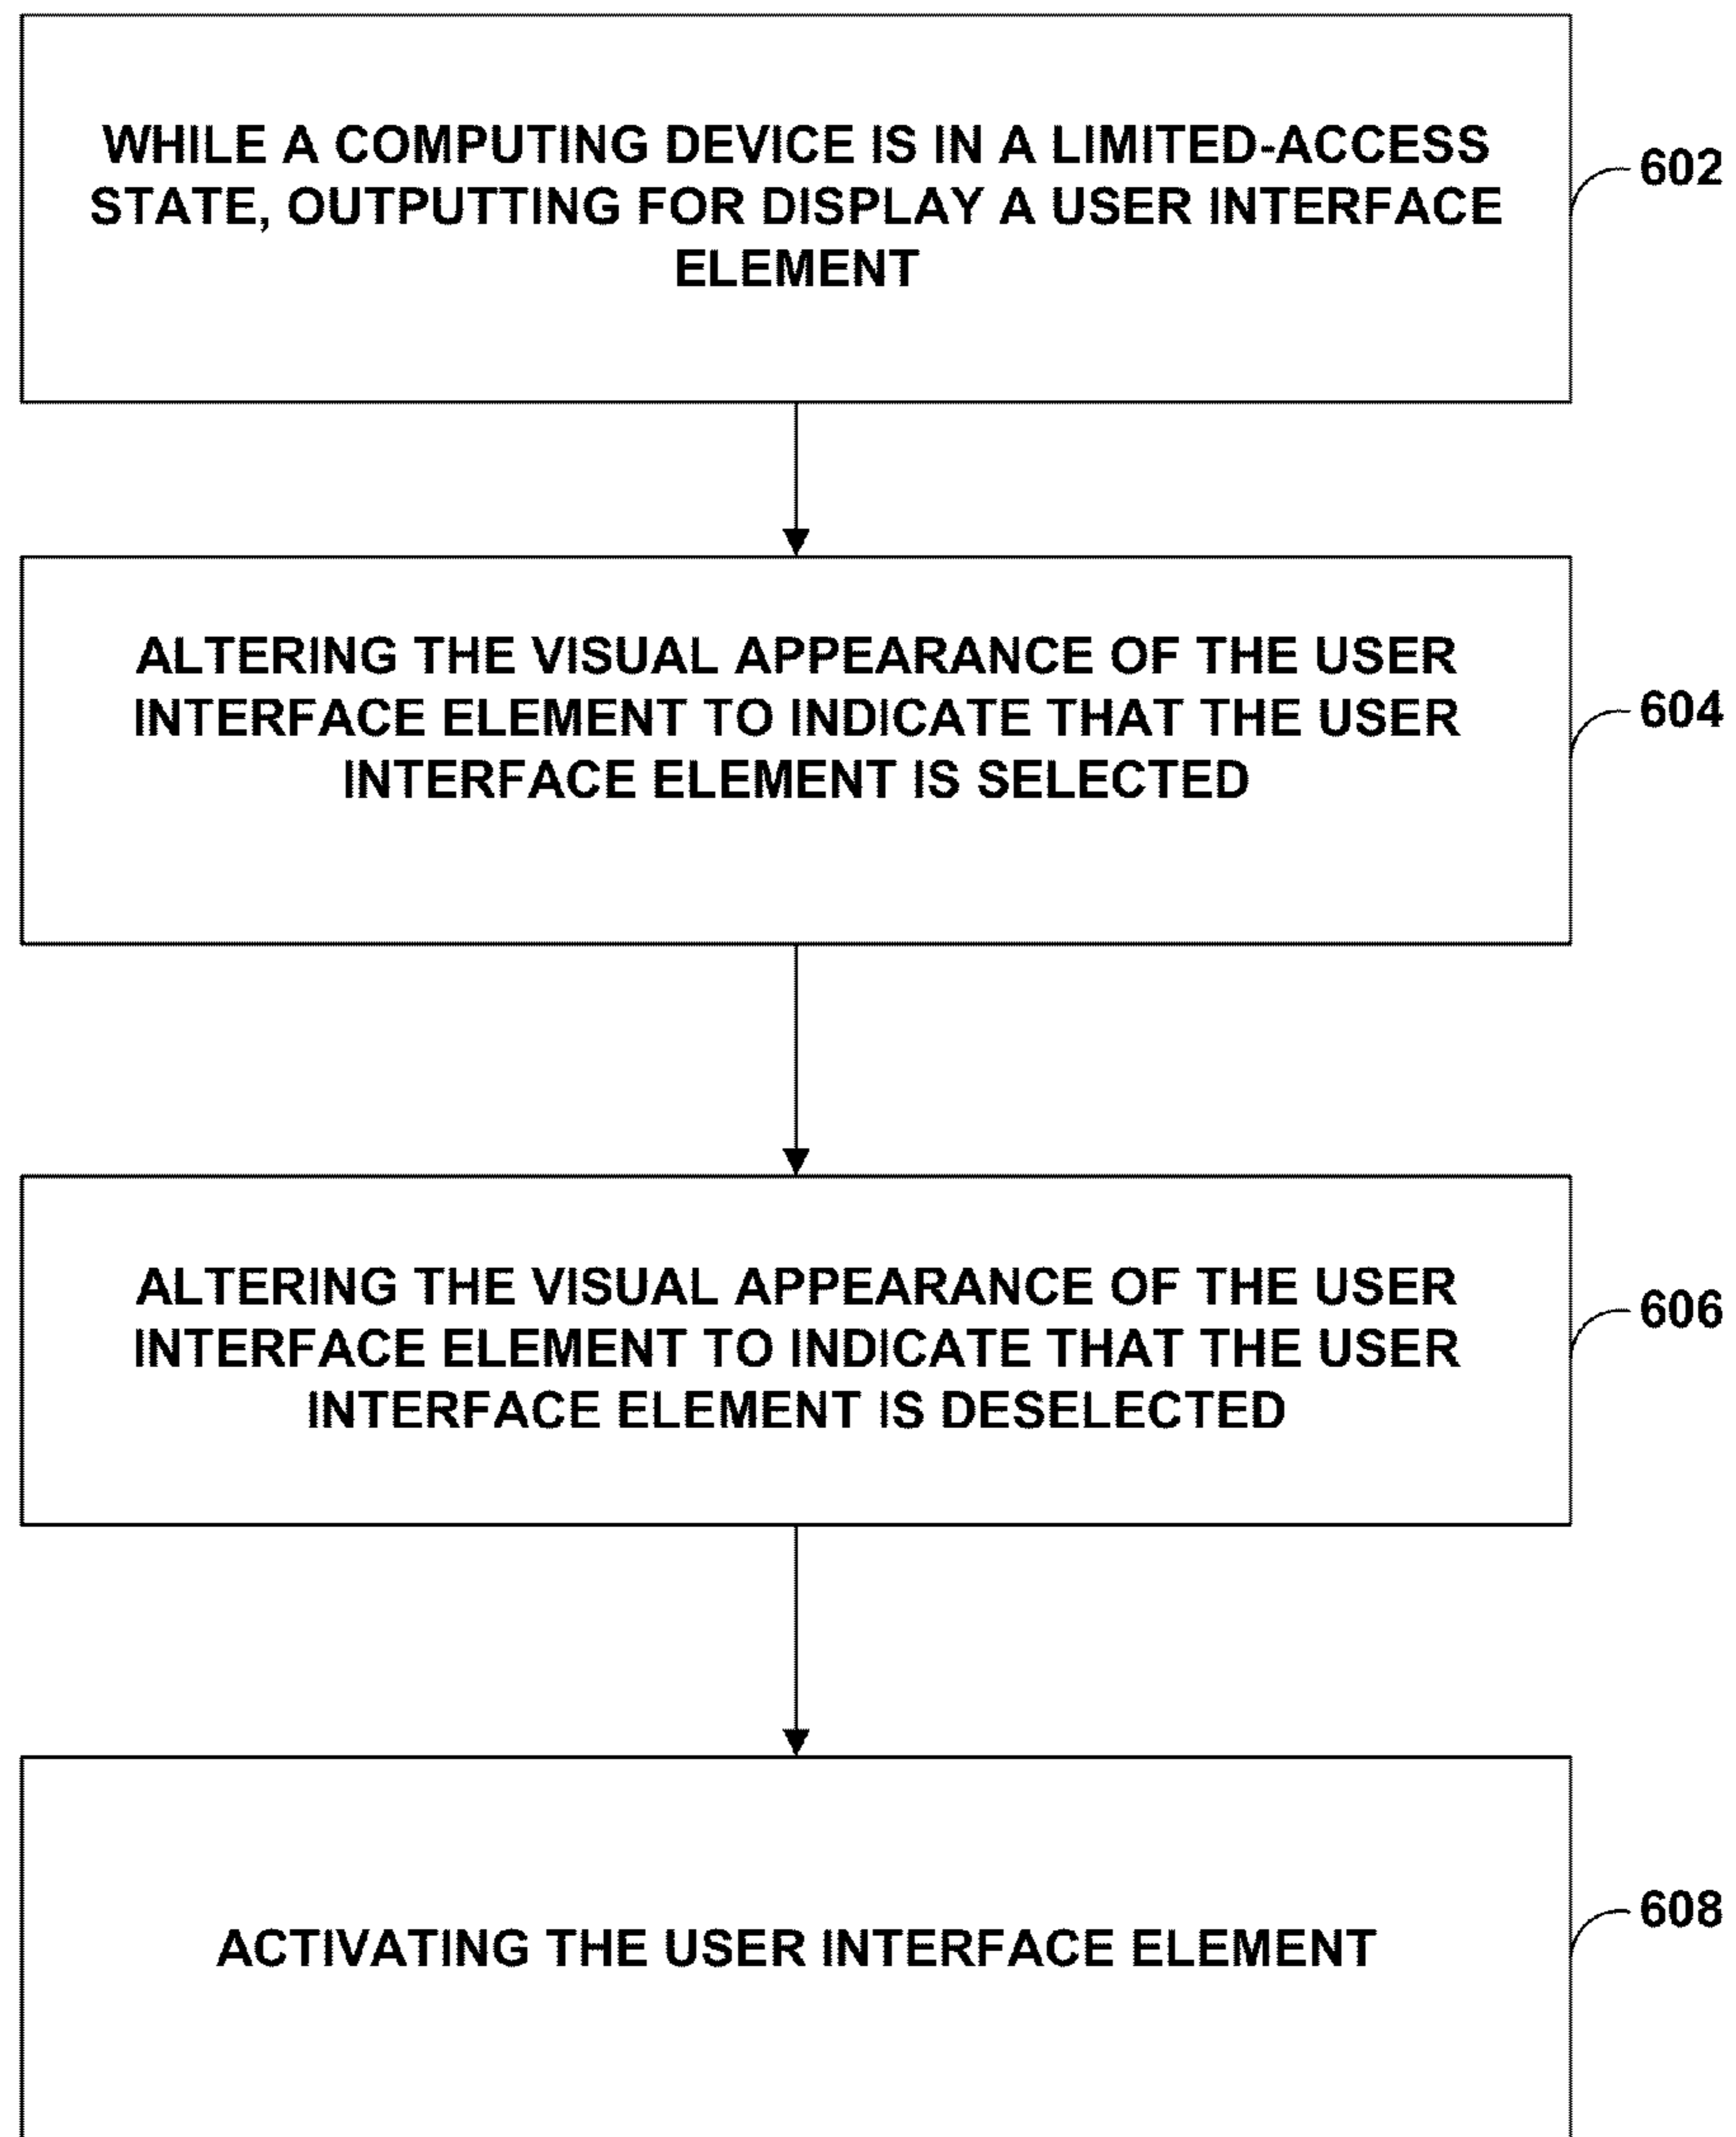 WHILE A COMPUTING DEVICE IS IN A LIMITED-ACCESS
STATE, OUTPUTTING FOR DISPLAY A USER INTERFACE
ELEMENT
602
ALTERING THE VISUAL APPEARANCE OF THE USER
INTERFACE ELEMENT TO INDICATE THAT THE USER
INTERFACE ELEMENT IS SELECTED
604
ALTERING THE VISUAL APPEARANCE OF THE USER
INTERFACE ELEMENT TO INDICATE THAT THE USER
INTERFACE ELEMENT IS DESELECTED
606
ACTIVATING THE USER INTERFACE ELEMENT
608